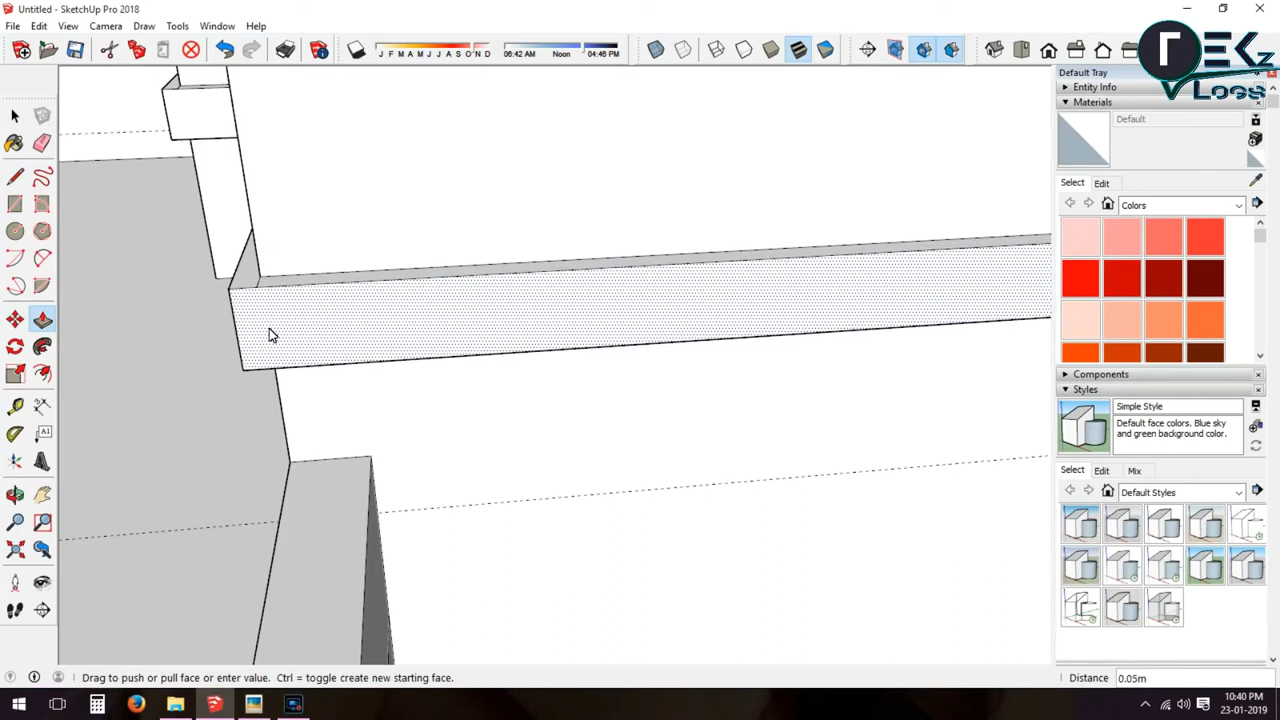 Untitled - SketchUp Pro 2018
File Edit View Camera Draw Tools Window Help
J F M A M J J A S O N D
06:42 AM Noon 04:46 PM
TEKz
VLogs
Default Tray
Entity Info
Materials
Default
Select Edit
Colors
Components
Styles
Simple Style
Default face colors. Blue sky and green background color.
Select Edit Mix
Default Styles
A1
Drag to push or pull face or enter value. Ctrl = toggle create new starting face.
Distance 0.05m
10:40 PM
23-01-2019